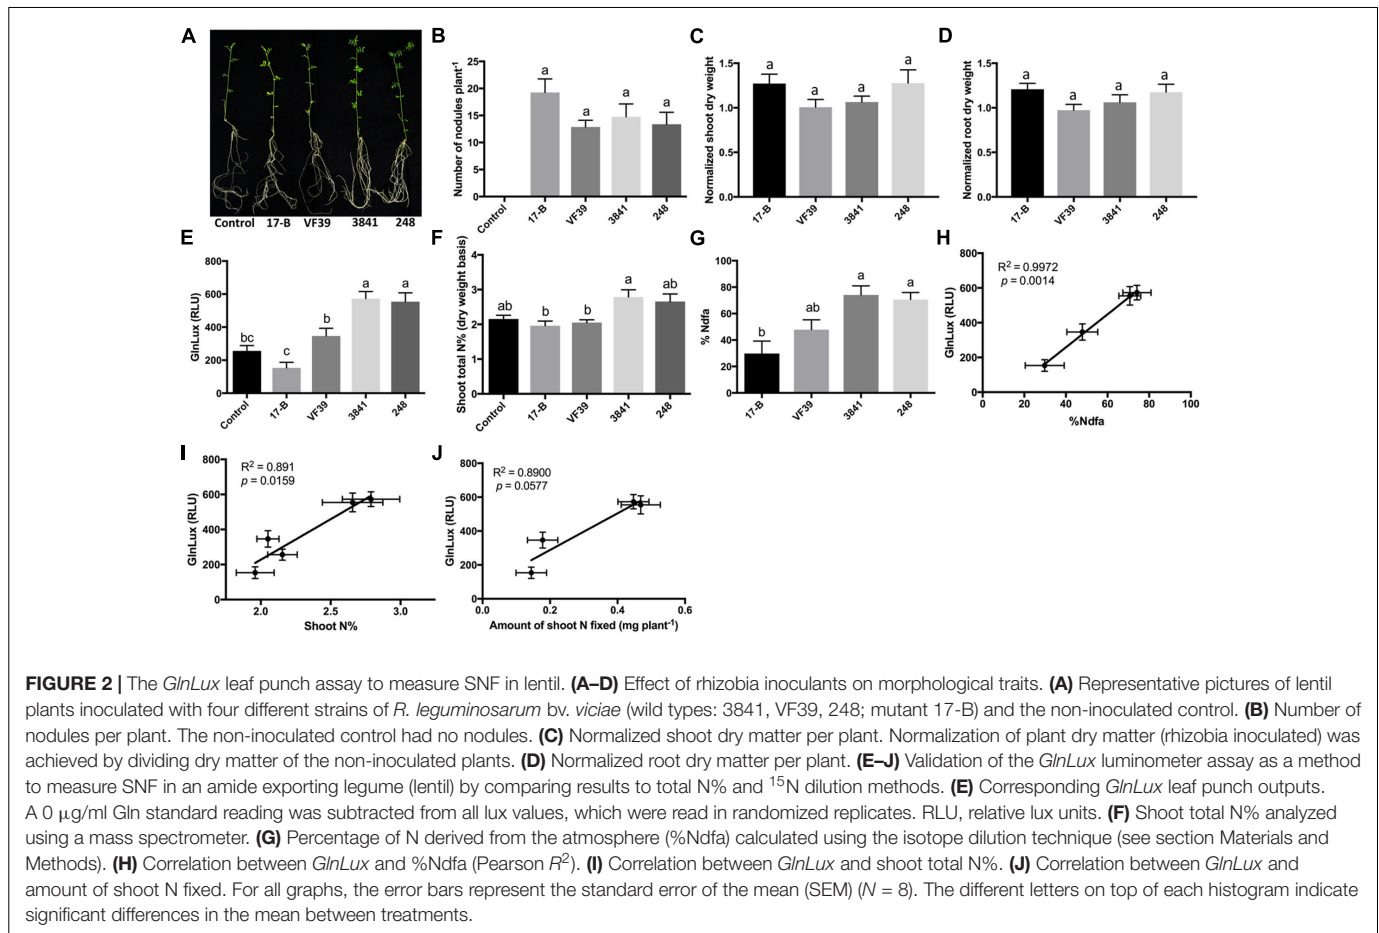 A
Control 17-B VF39 3841 248
B
Number of nodules plant-1
25
20
15
10
5
0
a
a
a
a
Control
17-B
VF39
3841
248
C
Normalized shoot dry weight
1.5
1.0
0.5
0.0
a
a
a
a
17-B
VF39
3841
248
D
Normalized root dry weight
1.5
1.0
0.5
0.0
a
a
a
a
17-B
VF39
3841
248
E
GlnLux (RLU)
800
600
400
200
0
bc
c
b
a
a
Control
17-B
VF39
3841
248
F
Shoot total N% (dry weight basis)
4
3
2
1
0
ab
b
b
a
ab
Control
17-B
VF39
3841
248
G
% Ndfa
100
80
60
40
20
0
b
ab
a
a
17-B
VF39
3841
248
H
GlnLux (RLU)
800
600
400
200
0
R2 = 0.9972
p = 0.0014
0 20 40 60 80 100
%Ndfa
I
GlnLux (RLU)
800
600
400
200
0
R2 = 0.891
p = 0.0159
2.0 2.5 3.0
Shoot N%
J
GlnLux (RLU)
800
600
400
200
0
R2 = 0.8900
p = 0.0577
0.0 0.2 0.4 0.6
Amount of shoot N fixed (mg plant-1)
FIGURE 2 | The GlnLux leaf punch assay to measure SNF in lentil. (A–D) Effect of rhizobia inoculants on morphological traits. (A) Representative pictures of lentil
plants inoculated with four different strains of R. leguminosarum bv. viciae (wild types: 3841, VF39, 248; mutant 17-B) and the non-inoculated control. (B) Number of
nodules per plant. The non-inoculated control had no nodules. (C) Normalized shoot dry matter per plant. Normalization of plant dry matter (rhizobia inoculated) was
achieved by dividing dry matter of the non-inoculated plants. (D) Normalized root dry matter per plant. (E–J) Validation of the GlnLux luminometer assay as a method
to measure SNF in an amide exporting legume (lentil) by comparing results to total N% and 15N dilution methods. (E) Corresponding GlnLux leaf punch outputs.
A 0 μg/ml Gln standard reading was subtracted from all lux values, which were read in randomized replicates. RLU, relative lux units. (F) Shoot total N% analyzed
using a mass spectrometer. (G) Percentage of N derived from the atmosphere (%Ndfa) calculated using the isotope dilution technique (see section Materials and
Methods). (H) Correlation between GlnLux and %Ndfa (Pearson R2). (I) Correlation between GlnLux and shoot total N%. (J) Correlation between GlnLux and
amount of shoot N fixed. For all graphs, the error bars represent the standard error of the mean (SEM) (N = 8). The different letters on top of each histogram indicate
significant differences in the mean between treatments.